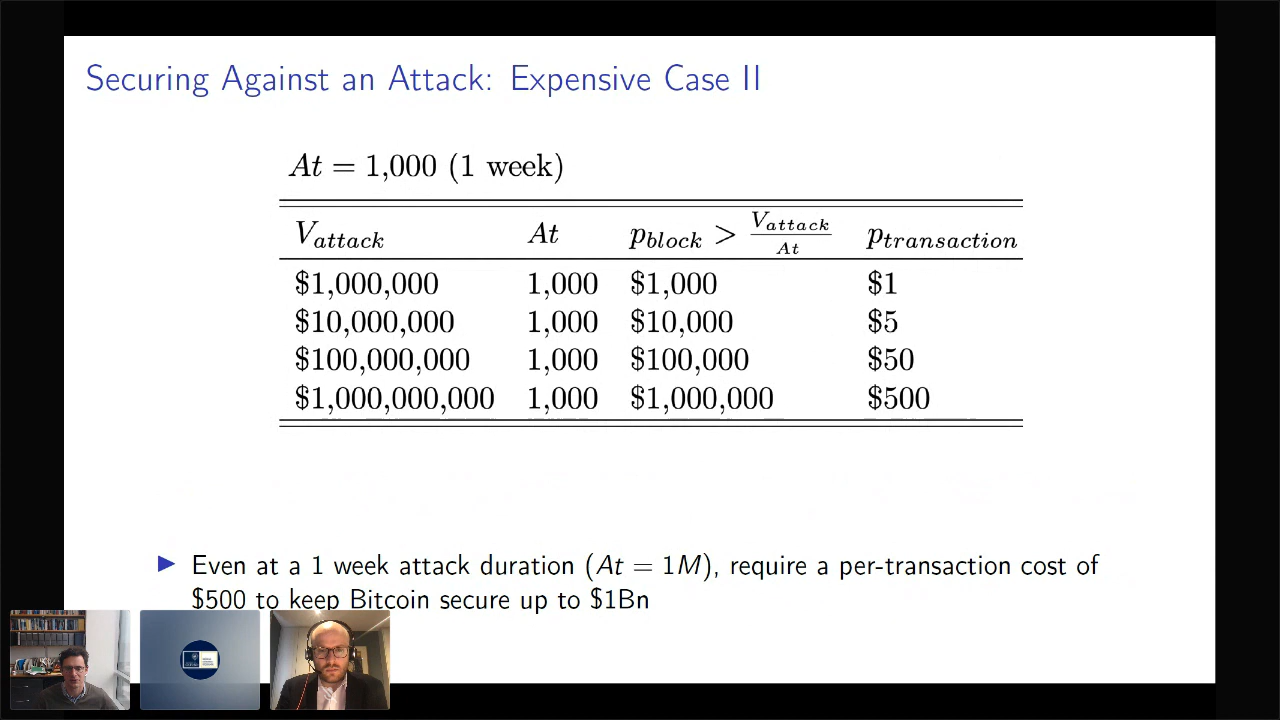 Securing Against an Attack: Expensive Case II
At = 1,000 (1 week)
V_attack At p_block > V_attack/At p_transaction
$1,000,000 1,000 $1,000 $1
$10,000,000 1,000 $10,000 $5
$100,000,000 1,000 $100,000 $50
$1,000,000,000 1,000 $1,000,000 $500
▶ Even at a 1 week attack duration (At = 1M), require a per-transaction cost of
$500 to keep Bitcoin secure up to $1Bn